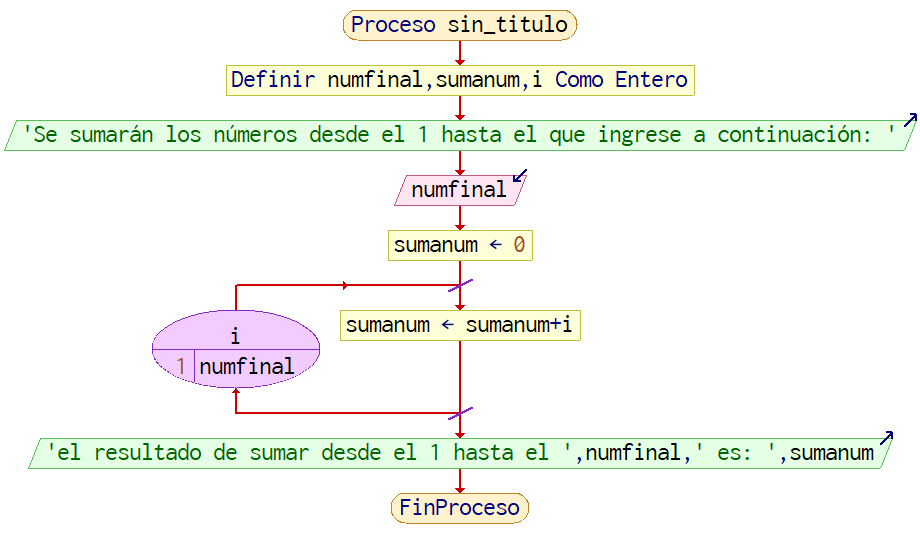 Proceso sin_titulo
Definir numfinal,sumanum,i Como Entero
'Se sumarán los números desde el 1 hasta el que ingrese a continuación: '
numfinal
sumanum ← 0
i
1 numfinal
sumanum ← sumanum+i
'el resultado de sumar desde el 1 hasta el ',numfinal,' es: ',sumanum
FinProceso